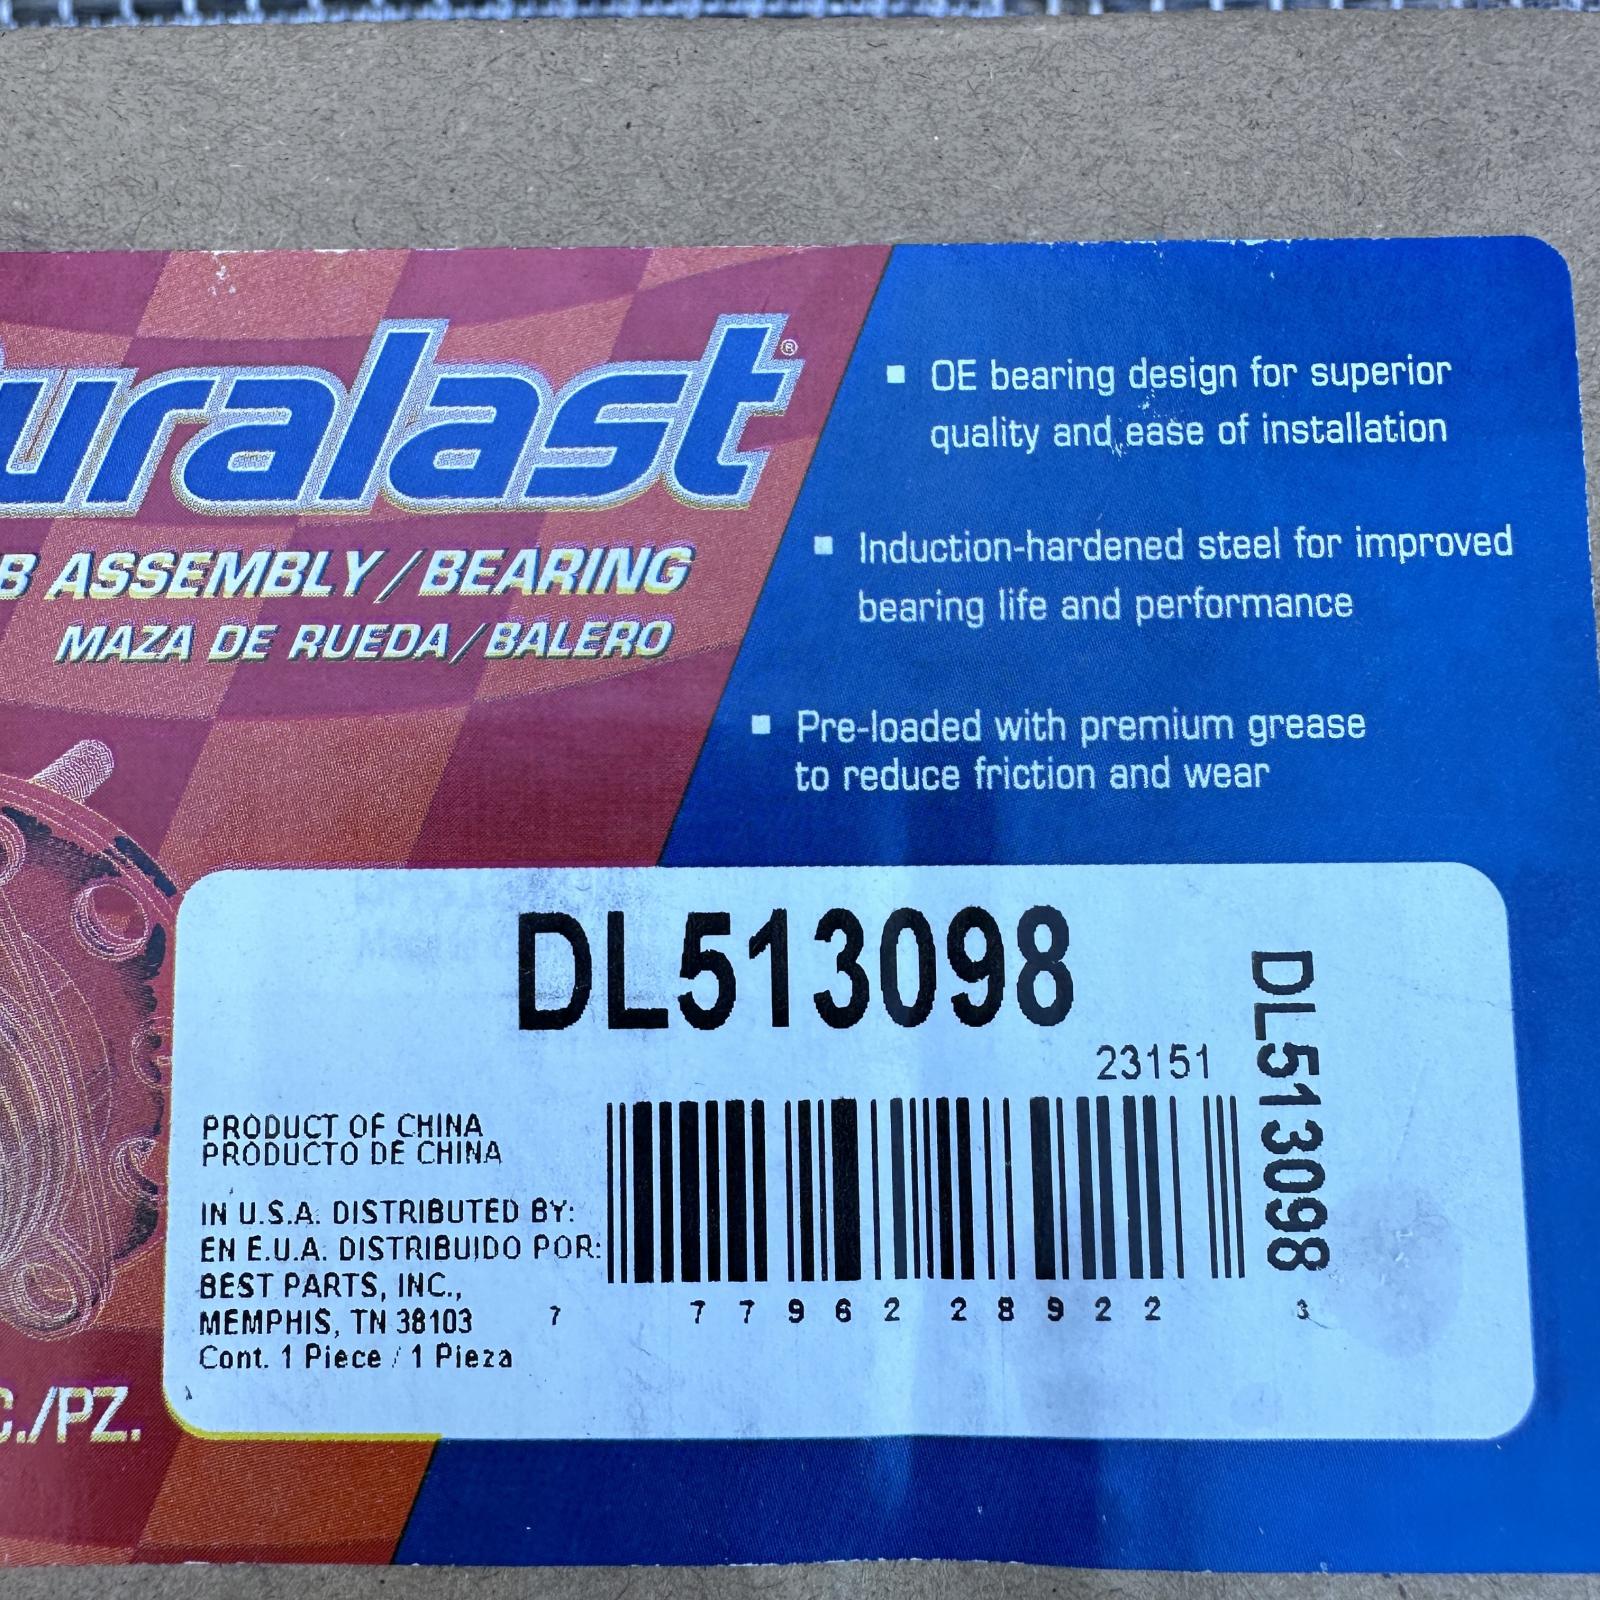 uralast®
B ASSEMBLY/BEARING
MAZA DE RUEDA/BALERO
▪ OE bearing design for superior
quality and ease of installation
▪ Induction-hardened steel for improved
bearing life and performance
▪ Pre-loaded with premium grease
to reduce friction and wear
DL513098
23151
DL513098
PRODUCT OF CHINA
PRODUCTO DE CHINA
IN U.S.A. DISTRIBUTED BY:
EN E.U.A. DISTRIBUIDO POR:
BEST PARTS, INC.,
MEMPHIS, TN 38103
Cont. 1 Piece / 1 Pieza
7 77962 28922 3
C./PZ.